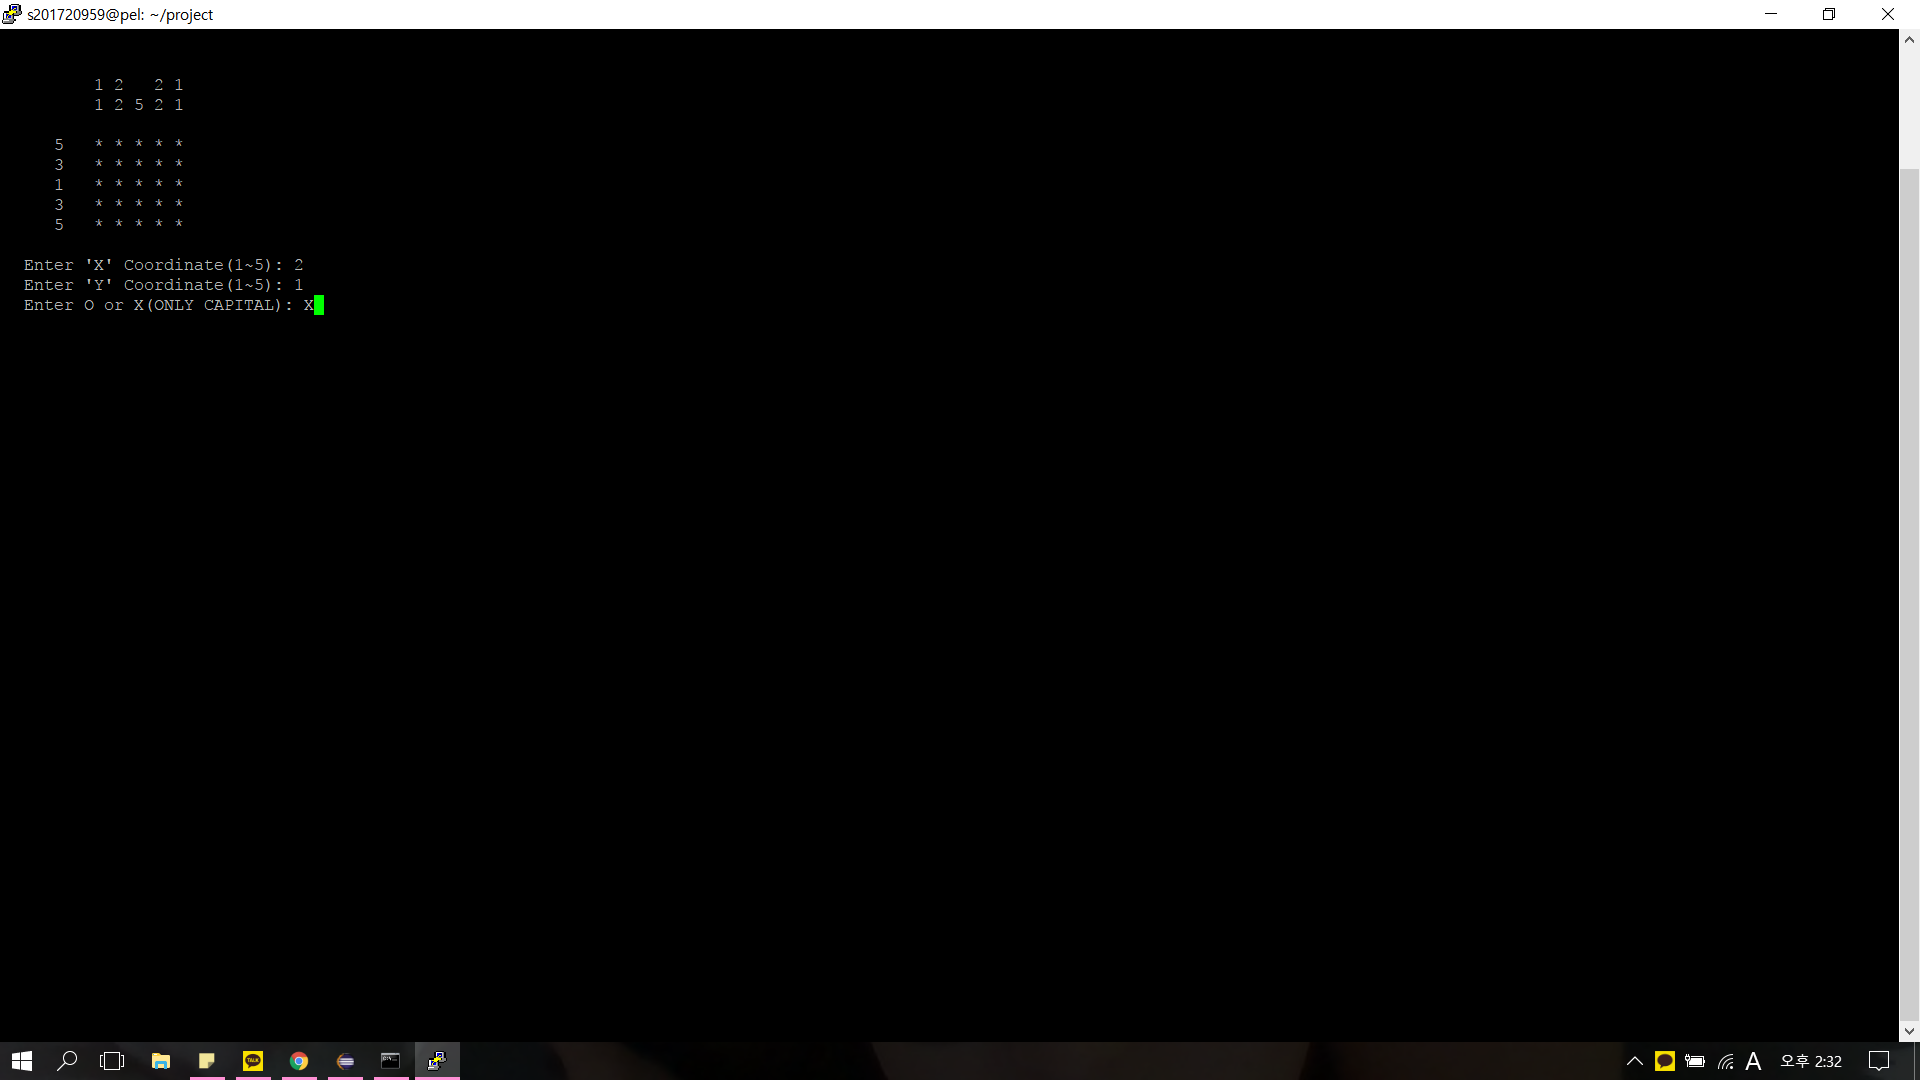 s201720959@pel: ~/project
1 2   2 1
1 2 5 2 1
5   * * * * *
3   * * * * *
1   * * * * *
3   * * * * *
5   * * * * *
Enter 'X' Coordinate(1~5): 2
Enter 'Y' Coordinate(1~5): 1
Enter O or X(ONLY CAPITAL): X
TALK
A
오후 2:32